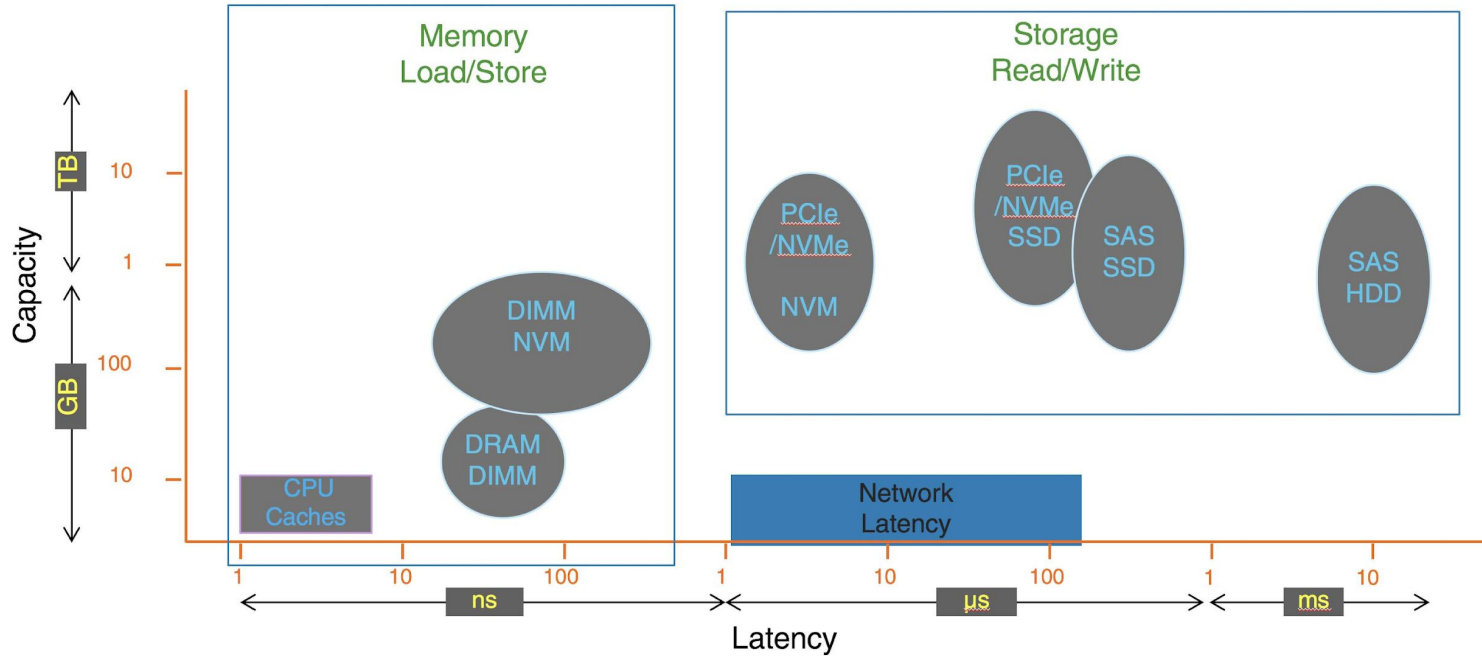 Memory
Load/Store
Storage
Read/Write
Capacity
TB
GB
10
1
100
10
PCIe
/NVMe
NVM
PCIe
/NVMe
SSD
SAS
SSD
SAS
HDD
DIMM
NVM
DRAM
DIMM
CPU
Caches
Network
Latency
1
10
100
1
10
100
1
10
ns
µs
ms
Latency